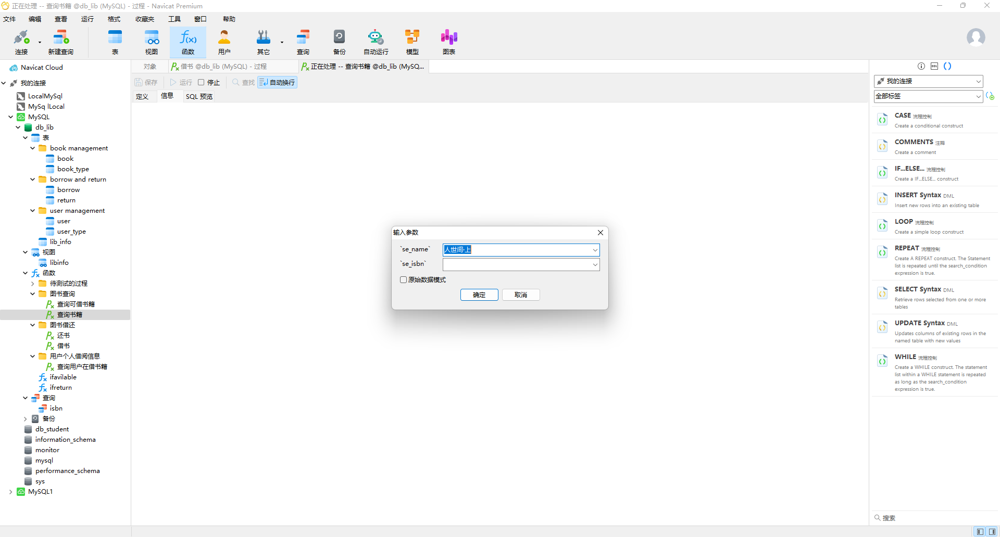 正在处理 -- 查询书籍 @db_lib (MySQL) - 过程 - Navicat Premium
文件 编辑 查看 运行 格式 收藏夹 工具 窗口 帮助
连接 新建查询 表 视图 函数 用户 其它 查询 备份 自动运行 模型 图表
Navicat Cloud
我的连接
LocalMySql
MySq lLocal
MySQL
db_lib
表
book management
book
book_type
borrow and return
borrow
return
user management
user
user_type
lib_info
视图
libinfo
函数
待测试的过程
图书查询
查询可借书籍
查询书籍
图书借还
还书
借书
用户个人借阅信息
查询用户在借书籍
ifavilable
ifreturn
查询
isbn
备份
db_student
information_schema
monitor
mysql
performance_schema
sys
MySQL1
对象 借书 @db_lib (MySQL) - 过程 正在处理 -- 查询书籍 @db_lib (MySQ...
保存 运行 停止 查找 自动换行
定义 信息 SQL 预览
输入参数
`se_name` 人世间·上
`se_isbn`
原始数据模式
确定 取消
DDL
我的连接
全部标签
CASE 流程控制
Create a conditional construct
COMMENTS 注释
Create a comment
IF...ELSE... 流程控制
Create a IF...ELSE... construct
INSERT Syntax DML
Insert new rows into an existing table
LOOP 流程控制
Create a simple loop construct
REPEAT 流程控制
Create A REPEAT construct. The Statement
list is repeated until the search_condition
expression is true.
SELECT Syntax DML
Retrieve rows selected from one or more
tables
UPDATE Syntax DML
Updates columns of existing rows in the
named table with new values
WHILE 流程控制
Create a WHILE construct. The statement
list within a WHILE statement is repeated
as long as the search_condition
expression is true.
搜索